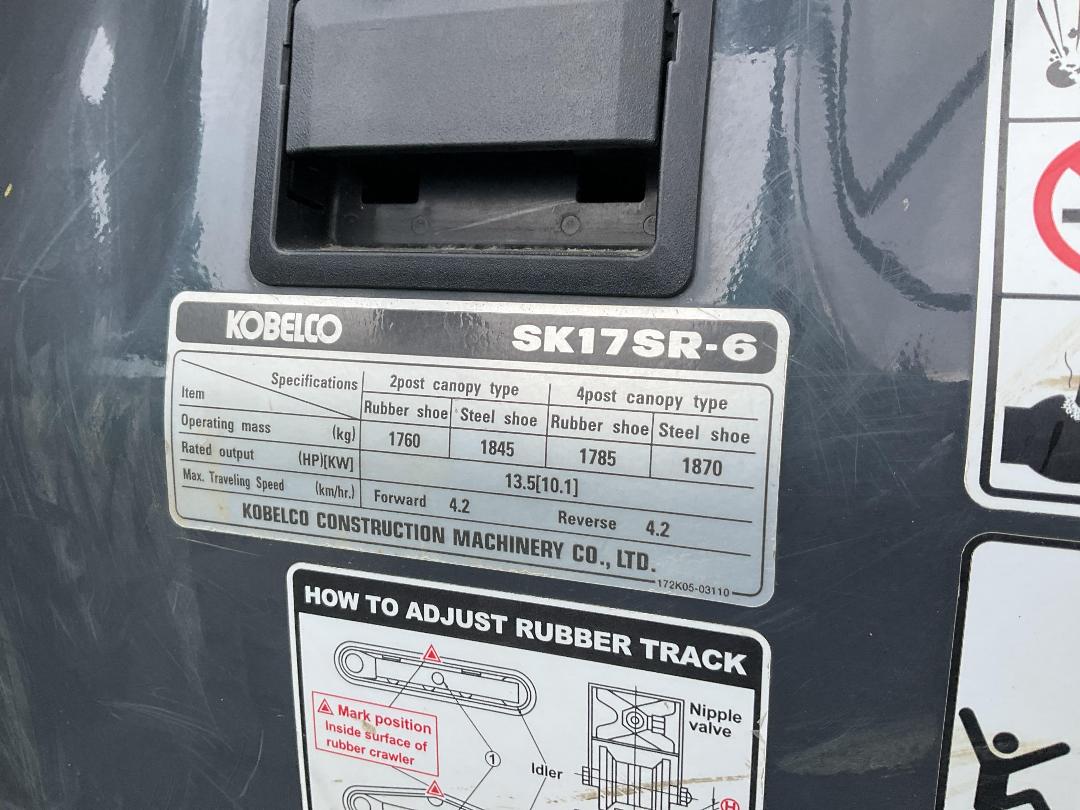 KOBELCO SK17SR-6
Specifications 2post canopy type 4post canopy type
Item Rubber shoe Steel shoe Rubber shoe Steel shoe
Operating mass (kg) 1760 1845 1785 1870
Rated output (HP)[KW] 13.5[10.1]
Max. Traveling Speed (km/hr.) Forward 4.2 Reverse 4.2
KOBELCO CONSTRUCTION MACHINERY CO., LTD.
172K05-03110
HOW TO ADJUST RUBBER TRACK
Mark position
Inside surface of
rubber crawler
Nipple
valve
1
Idler
H